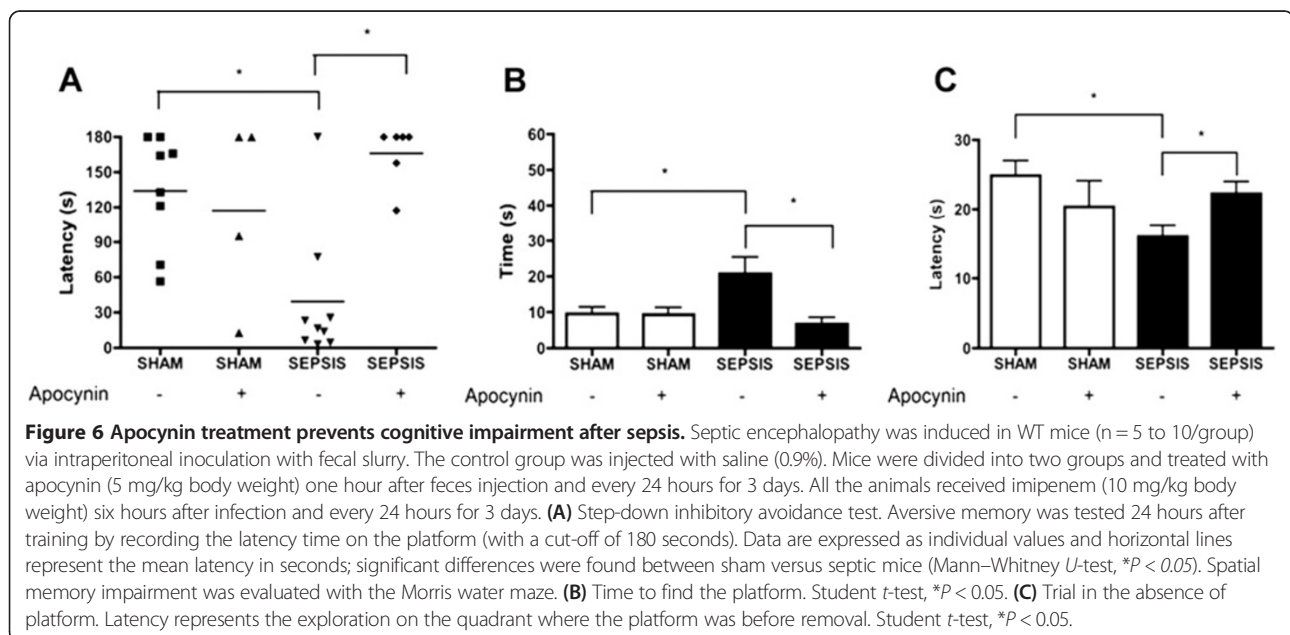 A
*
*
Latency (s)
180
150
120
90
60
30
0
SHAM SHAM SEPSIS SEPSIS
Apocynin - + - +
B
*
*
Time (s)
60
50
40
30
20
10
0
SHAM SHAM SEPSIS SEPSIS
- + - +
C
*
*
Latency (s)
30
20
10
0
SHAM SHAM SEPSIS SEPSIS
Apocynin - + - +
Figure 6 Apocynin treatment prevents cognitive impairment after sepsis. Septic encephalopathy was induced in WT mice (n = 5 to 10/group)
via intraperitoneal inoculation with fecal slurry. The control group was injected with saline (0.9%). Mice were divided into two groups and treated with
apocynin (5 mg/kg body weight) one hour after feces injection and every 24 hours for 3 days. All the animals received imipenem (10 mg/kg body
weight) six hours after infection and every 24 hours for 3 days. (A) Step-down inhibitory avoidance test. Aversive memory was tested 24 hours after
training by recording the latency time on the platform (with a cut-off of 180 seconds). Data are expressed as individual values and horizontal lines
represent the mean latency in seconds; significant differences were found between sham versus septic mice (Mann–Whitney U-test, *P < 0.05). Spatial
memory impairment was evaluated with the Morris water maze. (B) Time to find the platform. Student t-test, *P < 0.05. (C) Trial in the absence of
platform. Latency represents the exploration on the quadrant where the platform was before removal. Student t-test, *P < 0.05.